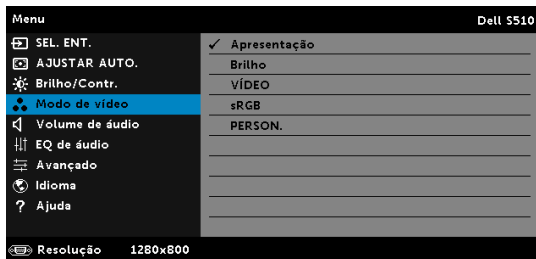 Menu Dell S510
SEL. ENT.
AJUSTAR AUTO.
Brilho/Contr.
Modo de vídeo
Volume de áudio
EQ de áudio
Avançado
Idioma
? Ajuda
✓ Apresentação
Brilho
VÍDEO
sRGB
PERSON.
Resolução 1280x800